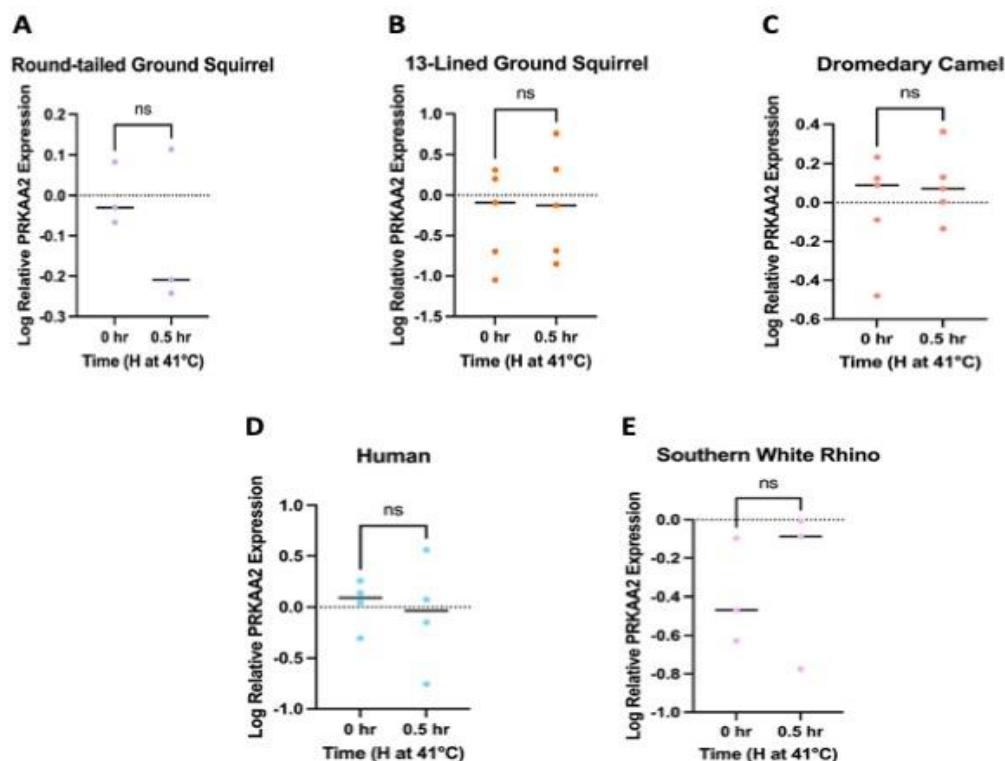 A
Round-tailed Ground Squirrel
ns
Log Relative PRKAA2 Expression
0.2
0.1
0.0
-0.1
-0.2
-0.3
0 hr 0.5 hr
Time (H at 41°C)
B
13-Lined Ground Squirrel
ns
Log Relative PRKAA2 Expression
1.0
0.5
0.0
-0.5
-1.0
-1.5
0 hr 0.5 hr
Time (H at 41°C)
C
Dromedary Camel
ns
Log Relative PRKAA2 Expression
0.4
0.2
0.0
-0.2
-0.4
-0.6
0 hr 0.5 hr
Time (H at 41°C)
D
Human
ns
Log Relative PRKAA2 Expression
1.0
0.5
0.0
-0.5
-1.0
0 hr 0.5 hr
Time (H at 41°C)
E
Southern White Rhino
ns
Log Relative PRKAA2 Expression
0.0
-0.2
-0.4
-0.6
-0.8
-1.0
0 hr 0.5 hr
Time (H at 41°C)